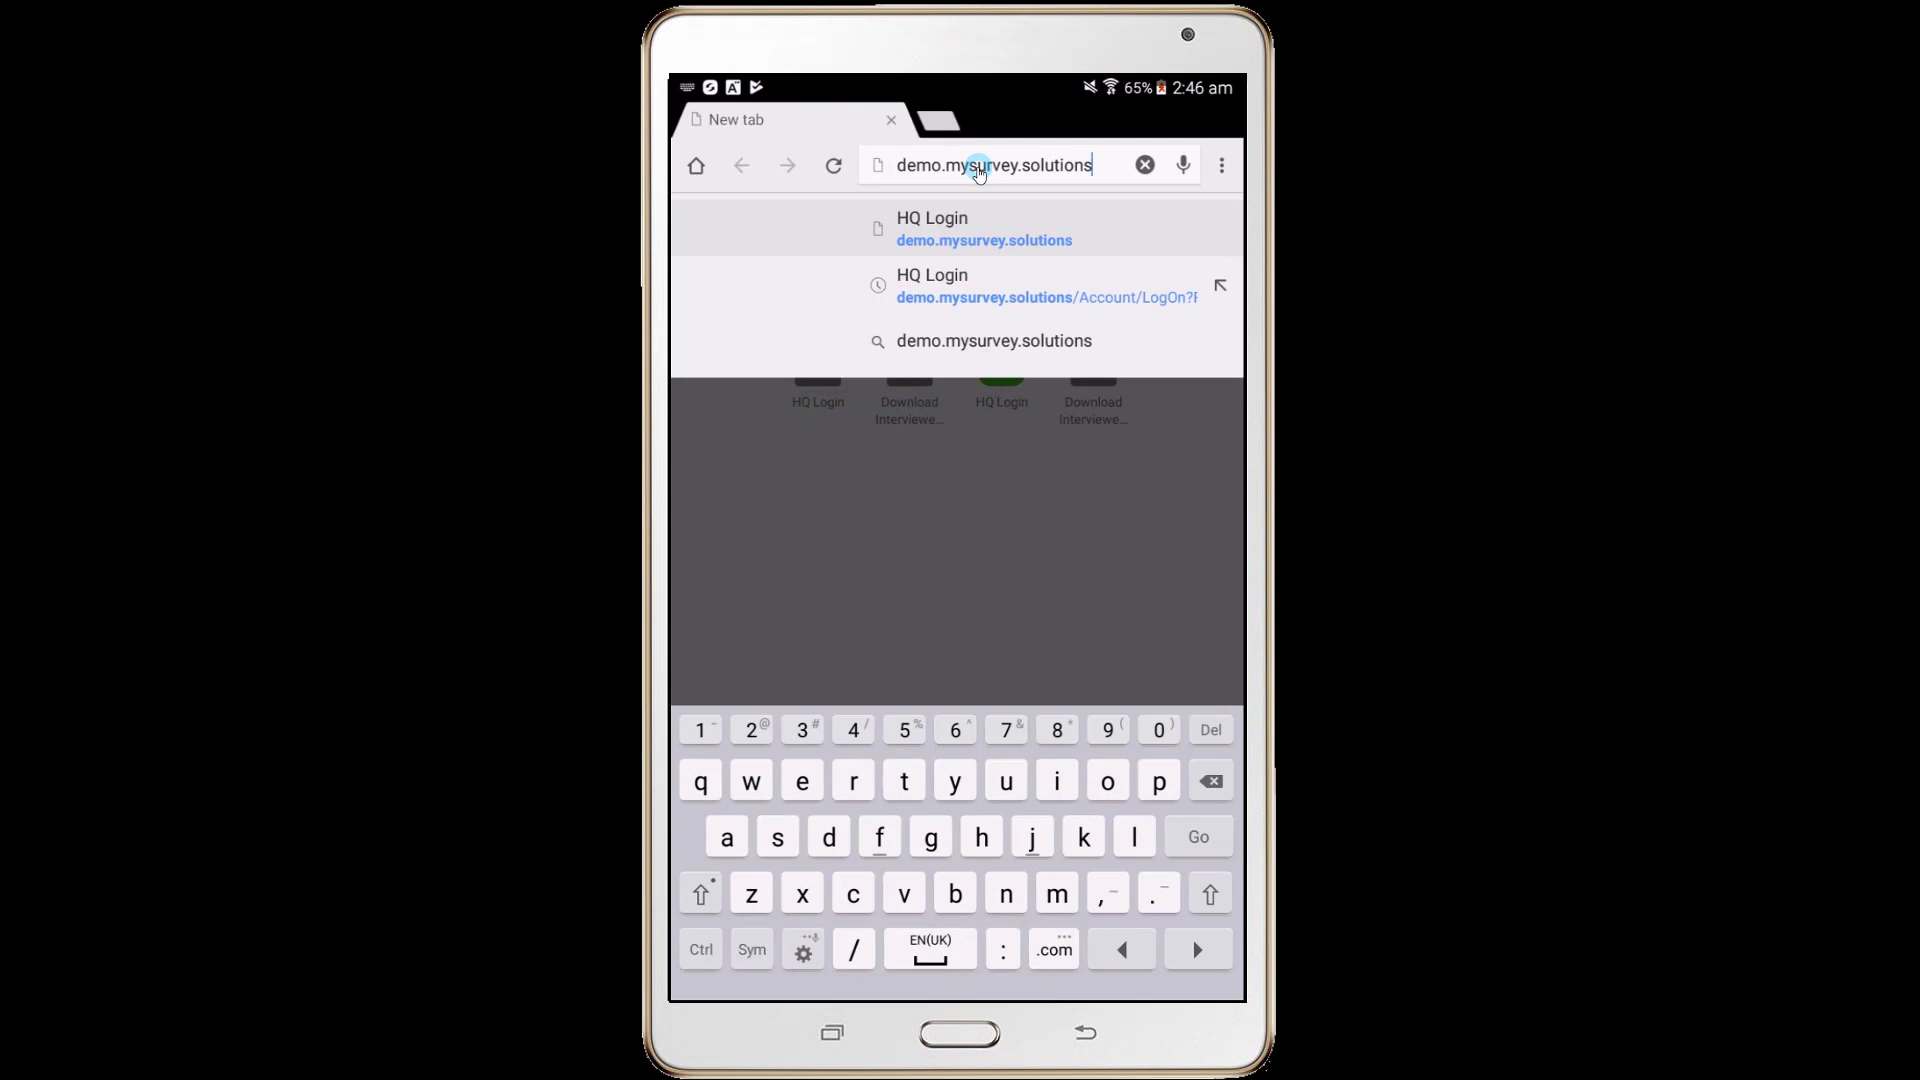 65% 2:46 am
New tab
demo.mysurvey.solutions
HQ Login
demo.mysurvey.solutions
HQ Login
demo.mysurvey.solutions/Account/LogOn?
demo.mysurvey.solutions
HQ Login Download HQ Login Download
Interviewe... Interviewe...
1 - 2 @ 3 # 4 / 5 % 6 ^ 7 & 8 * 9 ( 0 ) Del
q w e r t y u i o p
a s d f g h j k l Go
z x c v b n m , .
Ctrl Sym / EN(UK) : .com